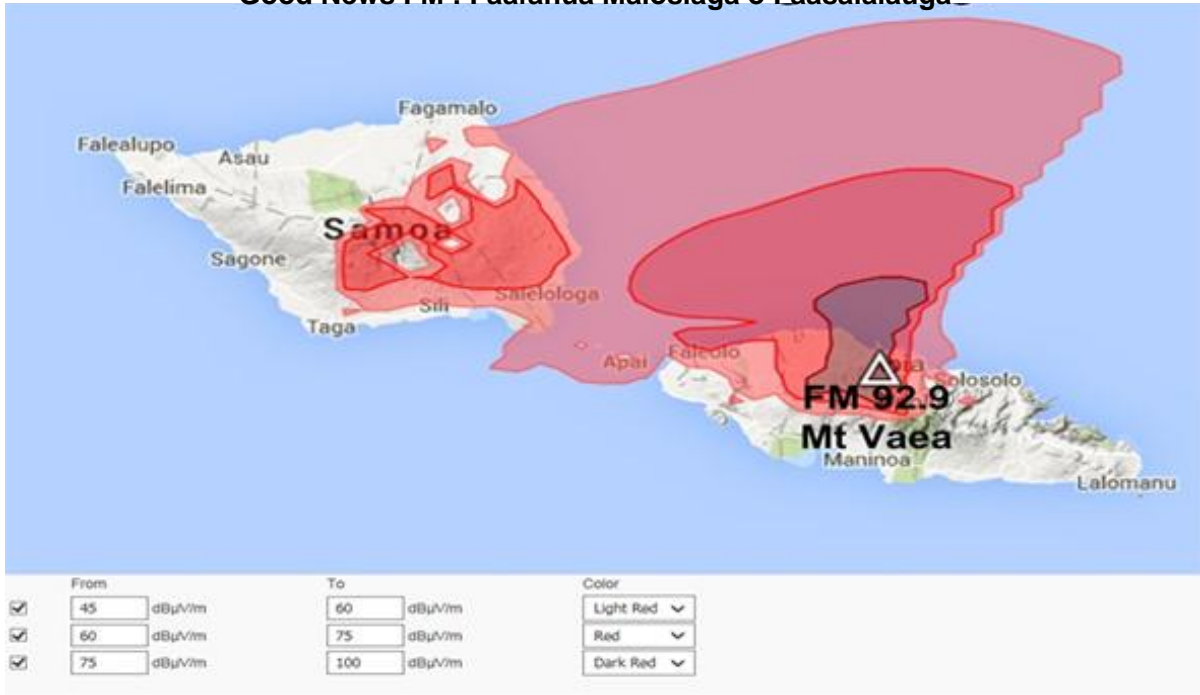 Fagamalo
Falealupo
Asau
Falelima
Samoa
Sagone
Salelologa
Sili
Taga
Apai
Faleolo
Solosolo
FM 92.9
Mt Vaea
Maninoa
Lalomanu
From To Color
45 dBµV/m 60 dBµV/m Light Red
60 dBµV/m 75 dBµV/m Red
75 dBµV/m 100 dBµV/m Dark Red